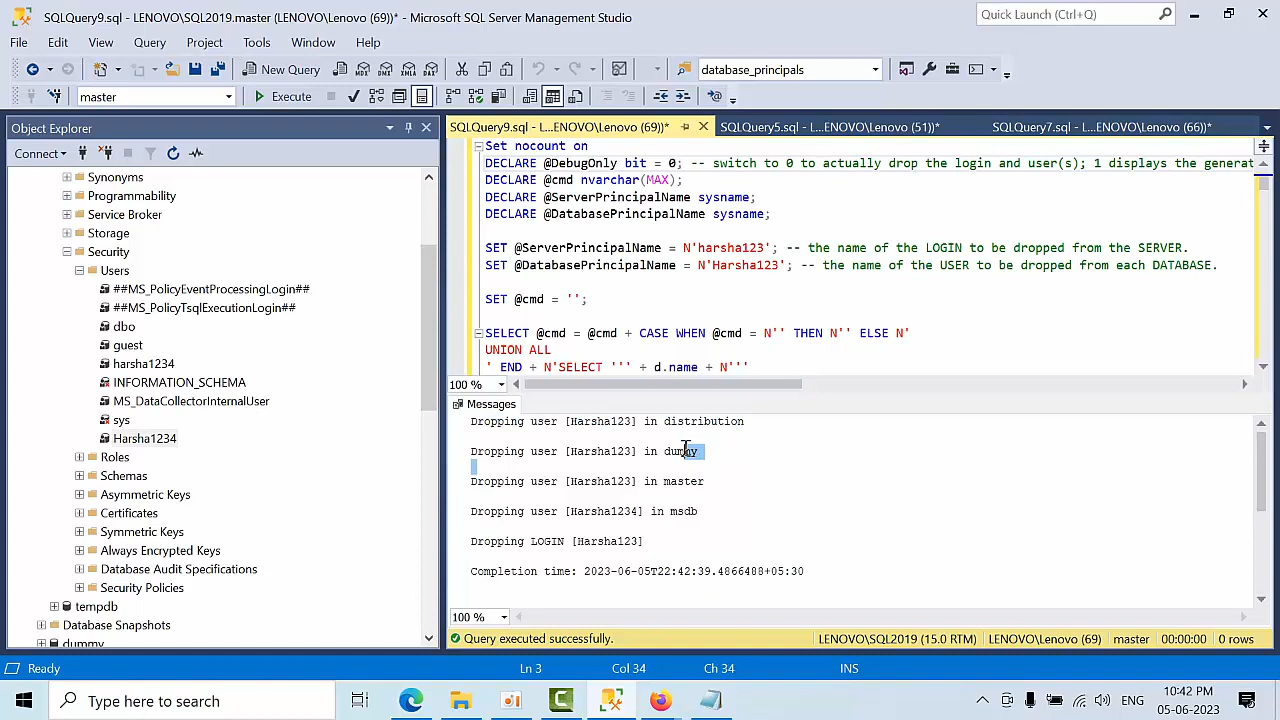 SQLQuery9.sql - LENOVO\SQL2019.master (LENOVO\Lenovo (69))* - Microsoft SQL Server Management Studio
Quick Launch (Ctrl+Q)
File Edit View Query Project Tools Window Help
New Query
MDX DMX XMLA DAX
database_principals
master
Execute
Object Explorer
SQLQuery9.sql - L...ENOVO\Lenovo (69))*
SQLQuery5.sql - L...ENOVO\Lenovo (51))*
SQLQuery7.sql - L...ENOVO\Lenovo (66))*
Connect
Synonyms
Programmability
Service Broker
Storage
Security
Users
##MS_PolicyEventProcessingLogin##
##MS_PolicyTsqlExecutionLogin##
dbo
guest
harsha1234
INFORMATION_SCHEMA
MS_DataCollectorInternalUser
sys
Harsha1234
Roles
Schemas
Asymmetric Keys
Certificates
Symmetric Keys
Always Encrypted Keys
Database Audit Specifications
Security Policies
tempdb
Database Snapshots
dummy
Set nocount on
DECLARE @DebugOnly bit = 0; -- switch to 0 to actually drop the login and user(s); 1 displays the generat
DECLARE @cmd nvarchar(MAX);
DECLARE @ServerPrincipalName sysname;
DECLARE @DatabasePrincipalName sysname;
SET @ServerPrincipalName = N'harsha123'; -- the name of the LOGIN to be dropped from the SERVER.
SET @DatabasePrincipalName = N'Harsha123'; -- the name of the USER to be dropped from each DATABASE.
SET @cmd = '';
SELECT @cmd = @cmd + CASE WHEN @cmd = N'' THEN N'' ELSE N'
UNION ALL
' END + N'SELECT ''' + d.name + N'''
100 %
Messages
Dropping user [Harsha123] in distribution
Dropping user [Harsha123] in dummy
Dropping user [Harsha123] in master
Dropping user [Harsha1234] in msdb
Dropping LOGIN [Harsha123]
Completion time: 2023-06-05T22:42:39.4866488+05:30
100 %
Query executed successfully.
LENOVO\SQL2019 (15.0 RTM) LENOVO\Lenovo (69) master 00:00:00 0 rows
Ready
Ln 3
Col 34
Ch 34
INS
Type here to search
ENG
10:42 PM
05-06-2023